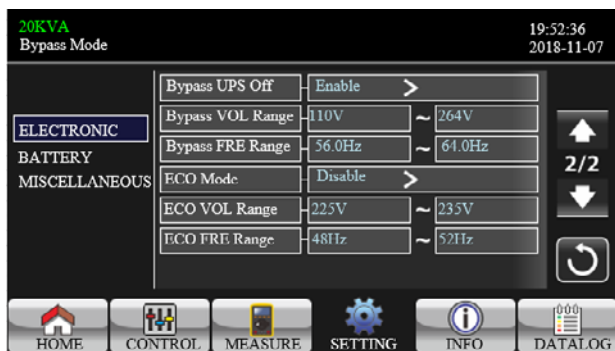 20KVA
Bypass Mode
19:52:36
2018-11-07
ELECTRONIC
BATTERY
MISCELLANEOUS
Bypass UPS Off Enable >
Bypass VOL Range 110V ~ 264V
Bypass FRE Range 56.0Hz ~ 64.0Hz
ECO Mode Disable >
ECO VOL Range 225V ~ 235V
ECO FRE Range 48Hz ~ 52Hz
2/2
HOME CONTROL MEASURE SETTING INFO DATALOG